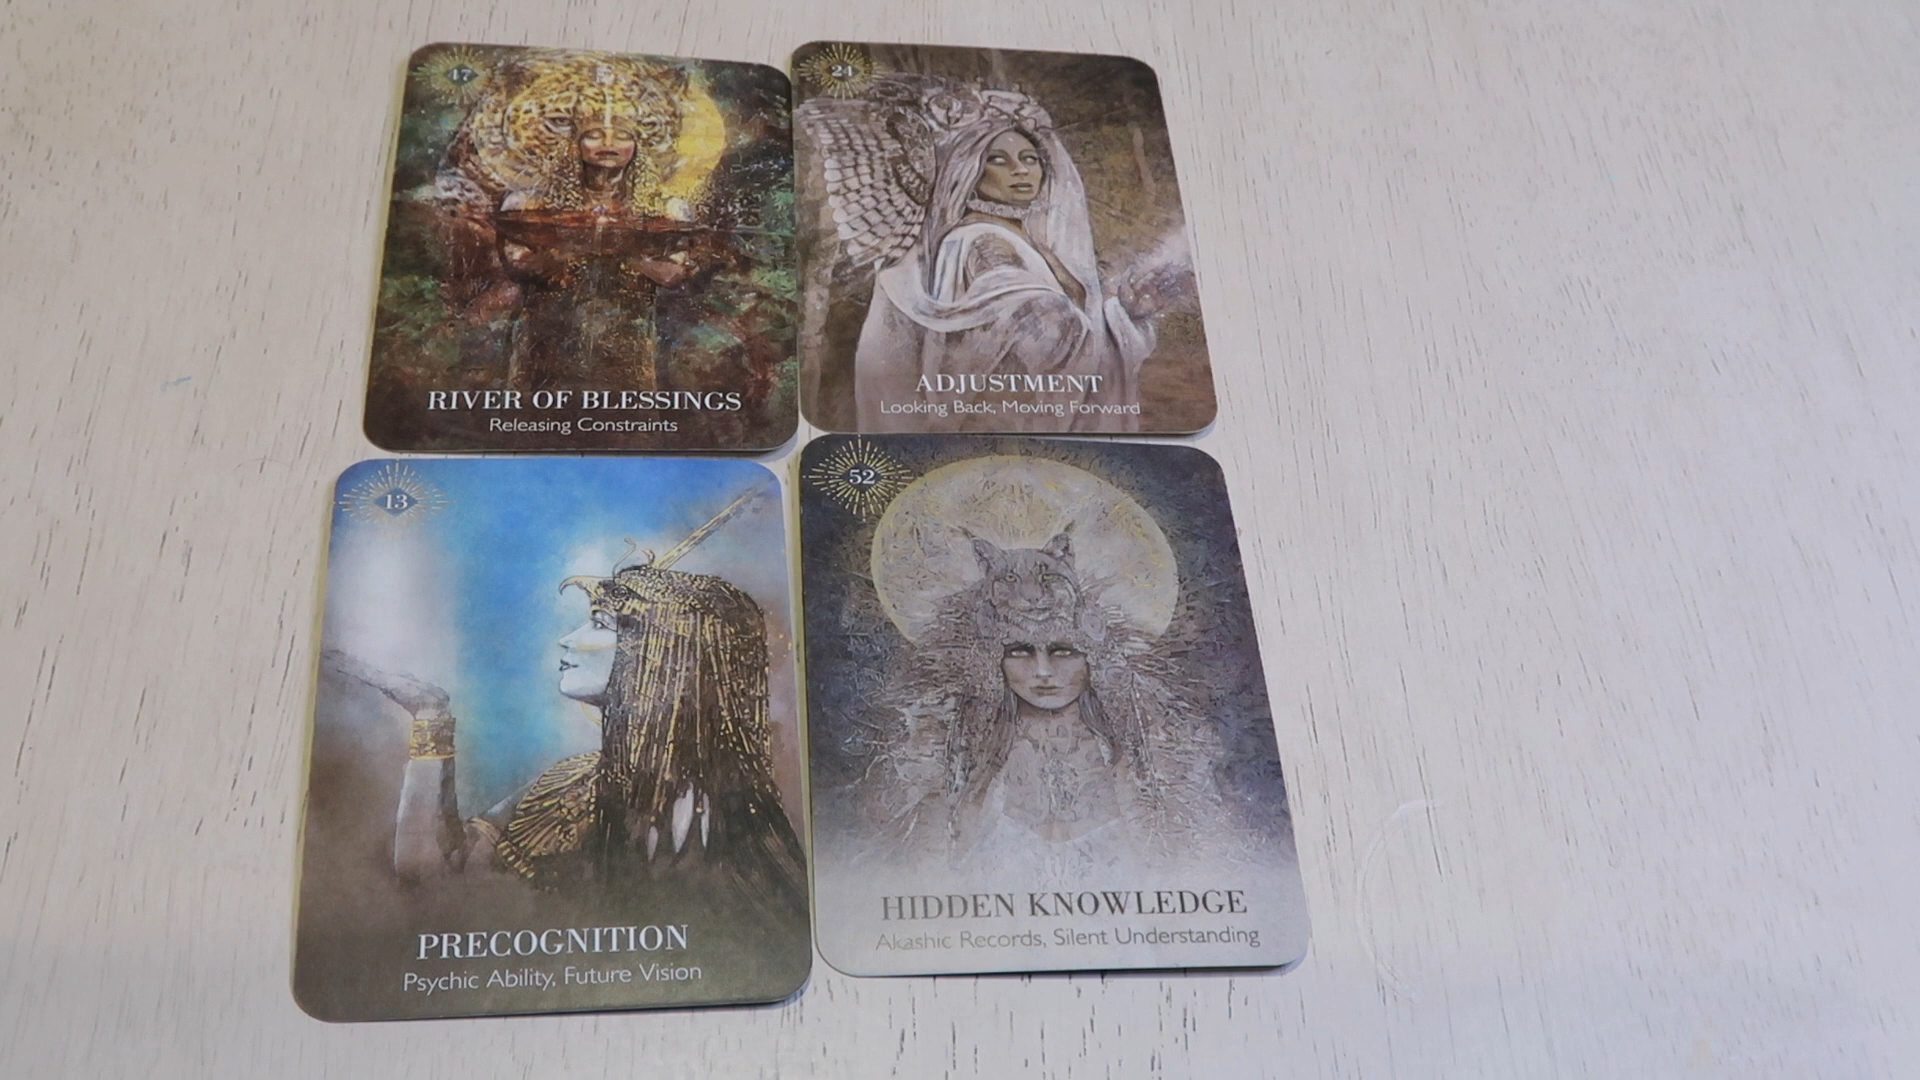 47
RIVER OF BLESSINGS
Releasing Constraints
24
ADJUSTMENT
Looking Back, Moving Forward
13
PRECOGNITION
Psychic Ability, Future Vision
52
HIDDEN KNOWLEDGE
Akashic Records, Silent Understanding